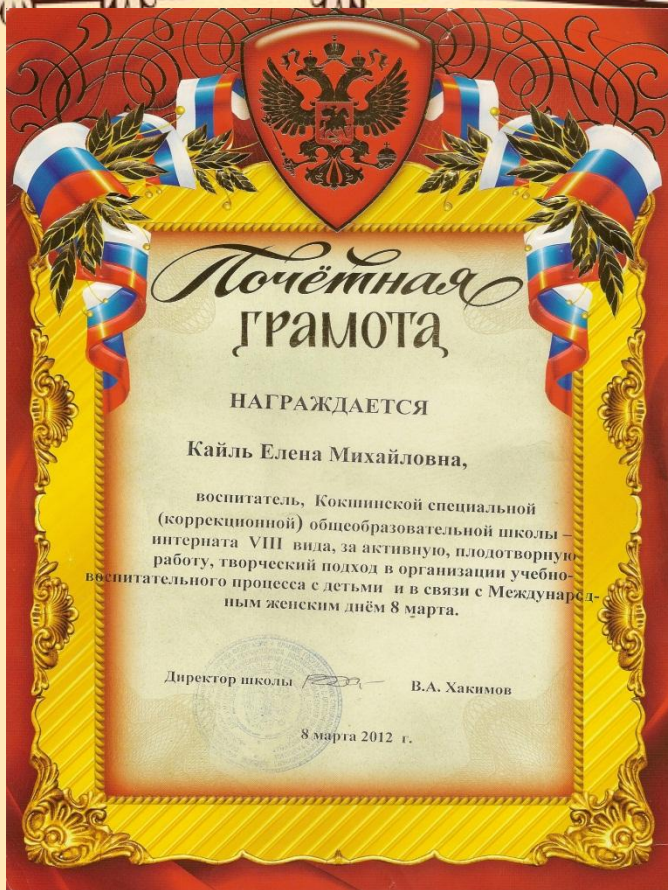 Почётная
ГРАМОТА
НАГРАЖДАЕТСЯ
Кайль Елена Михайловна,
воспитатель, Кокшинской специальной
(коррекционной) общеобразовательной школы –
интерната VIII вида, за активную, плодотворную
работу, творческий подход в организации учебно-
воспитательного процесса с детьми и в связи с Международ-
ным женским днём 8 марта.
Директор школы В.А. Хакимов
8 марта 2012 г.